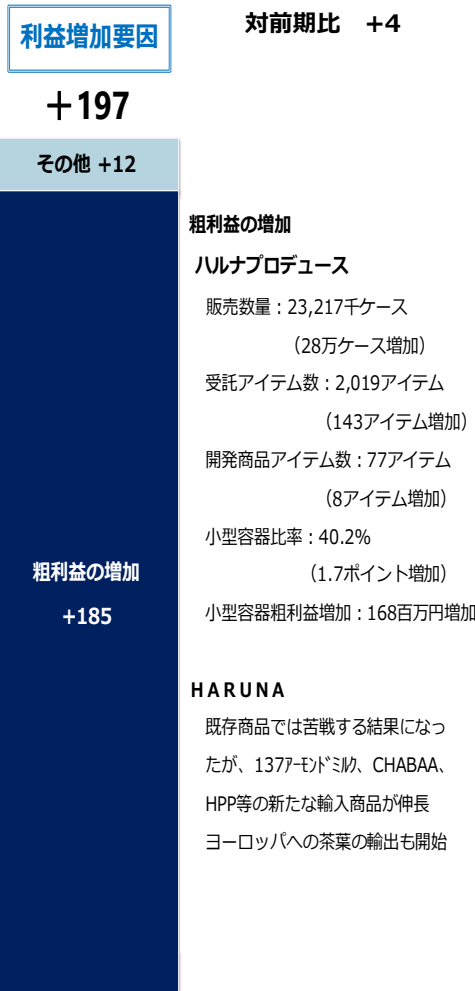 利益増加要因
対前期比 +4
＋197
その他 +12
粗利益の増加
+185
粗利益の増加
ハルナプロデュース
販売数量：23,217千ケース
（28万ケース増加）
受託アイテム数：2,019アイテム
（143アイテム増加）
開発商品アイテム数：77アイテム
（8アイテム増加）
小型容器比率：40.2%
（1.7ポイント増加）
小型容器粗利益増加：168百万円増加
ＨＡＲＵＮＡ
既存商品では苦戦する結果になっ
たが、137ｱｰﾓﾝﾄﾞﾐﾙｸ、CHABAA、
HPP等の新たな輸入商品が伸長
ヨーロッパへの茶葉の輸出も開始